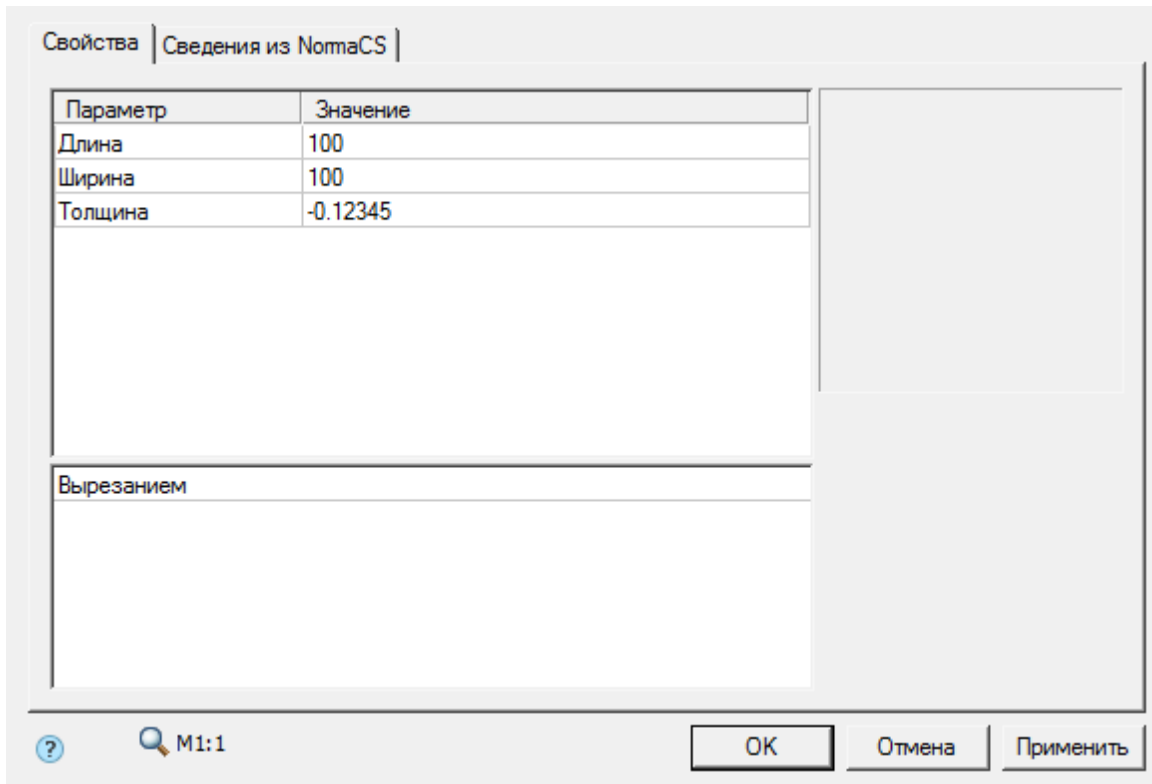 Свойства Сведения из NormaCS
Параметр Значение
Длина 100
Ширина 100
Толщина -0.12345
Вырезанием
? M1:1 OK Отмена Применить